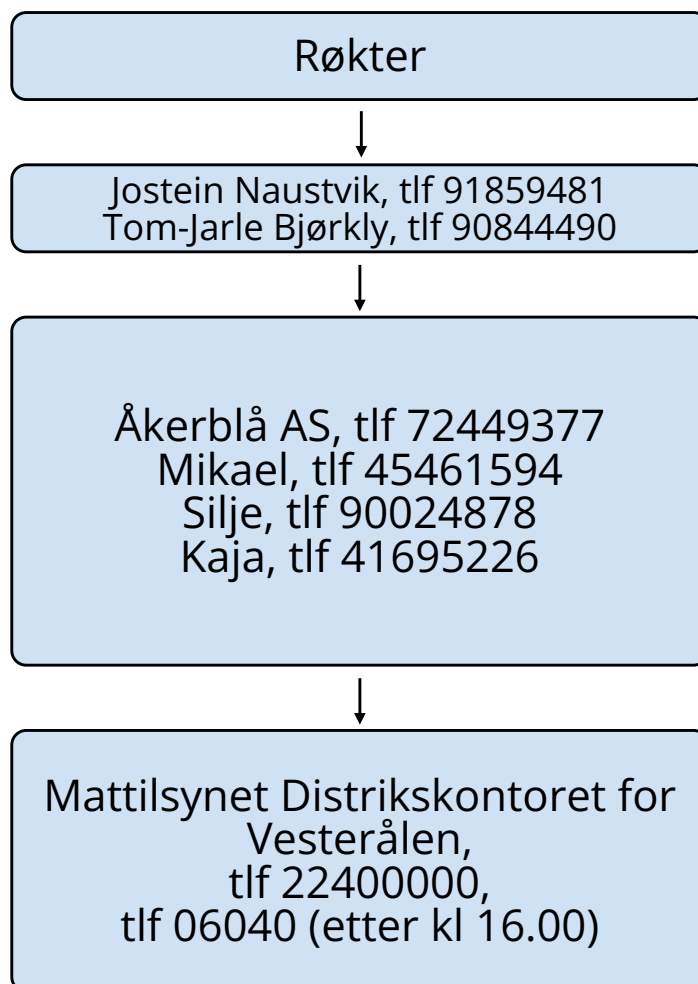 Røkter
Jostein Naustvik, tlf 91859481
Tom-Jarle Bjørkly, tlf 90844490
Åkerblå AS, tlf 72449377
Mikael, tlf 45461594
Silje, tlf 90024878
Kaja, tlf 41695226
Mattilsynet Distrikskontoret for
Vesterålen,
tlf 22400000,
tlf 06040 (etter kl 16.00)